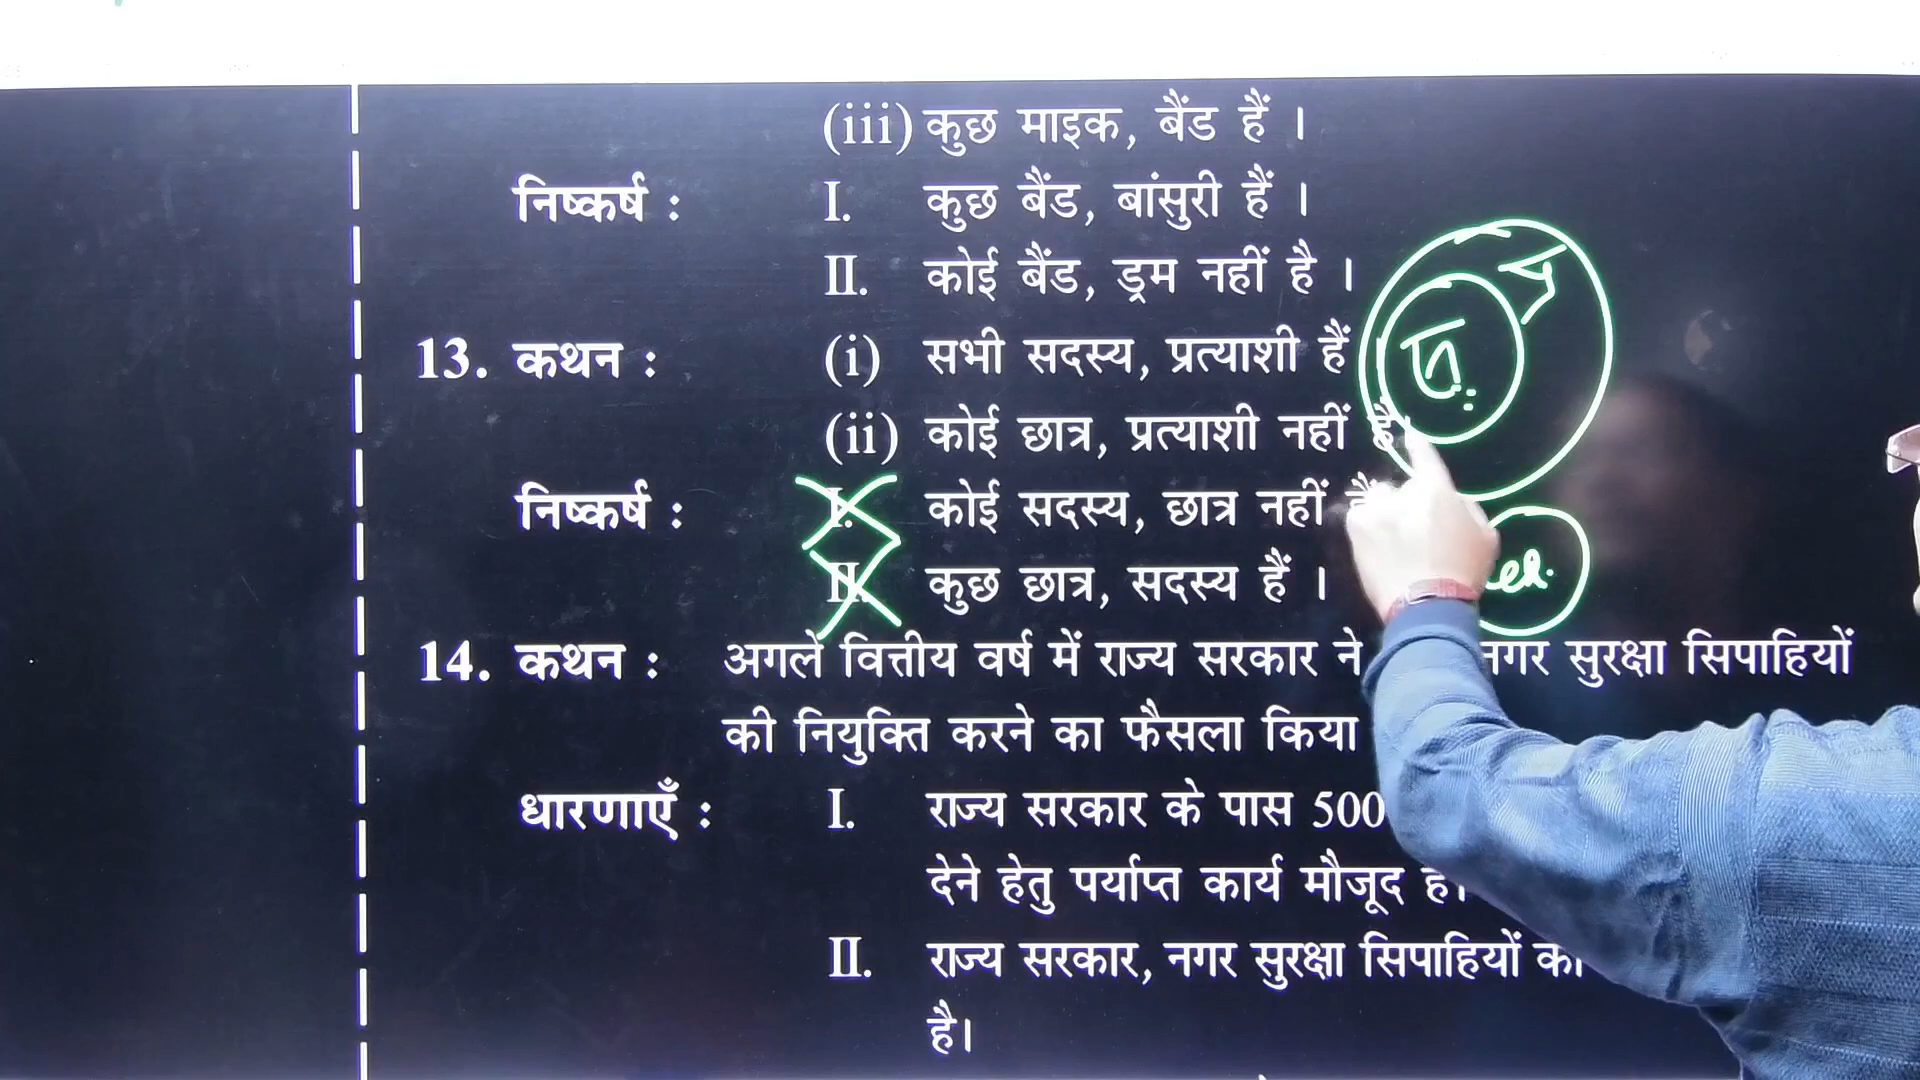 (iii) कुछ माइक, बैंड हैं ।
निष्कर्ष : I. कुछ बैंड, बांसुरी हैं ।
II. कोई बैंड, ड्रम नहीं है ।
13. कथन : (i) सभी सदस्य, प्रत्याशी हैं
(ii) कोई छात्र, प्रत्याशी नहीं है।
निष्कर्ष : I. कोई सदस्य, छात्र नहीं हैं
II. कुछ छात्र, सदस्य हैं ।
14. कथन : अगले वित्तीय वर्ष में राज्य सरकार ने नगर सुरक्षा सिपाहियों
की नियुक्ति करने का फैसला किया
धारणाएँ : I. राज्य सरकार के पास 500
देने हेतु पर्याप्त कार्य मौजूद है।
II. राज्य सरकार, नगर सुरक्षा सिपाहियों
है।